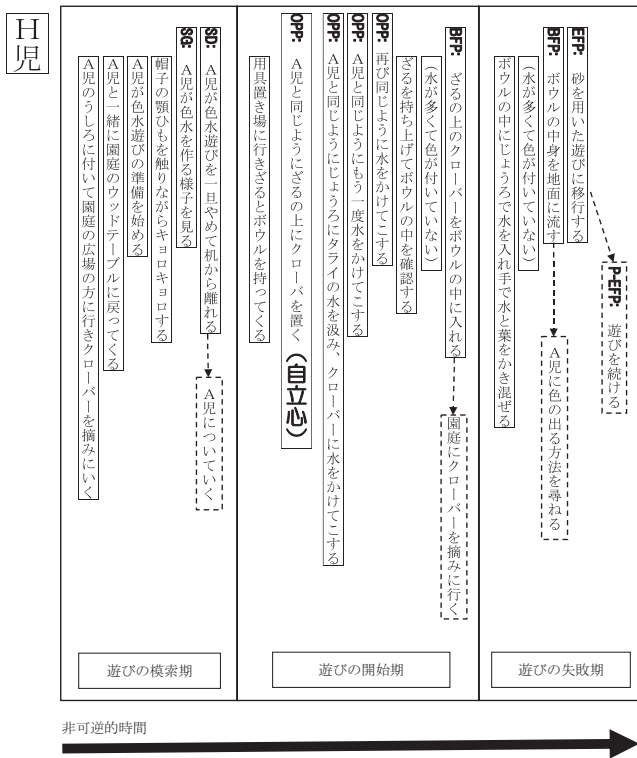 H児
A児のうしろに付いて園庭の広場の方に行きクローバーを摘みにいく
A児と一緒に園庭のウッドテーブルに戻ってくる
A児が色水遊びの準備を始める
帽子の顎ひもを触りながらキョロキョロする
SG: A児が色水を作る様子を見る
SD: A児が色水遊びを一旦やめて机から離れる
A児についていく
遊びの模索期
用具置き場に行きざるとボウルを持ってくる
OPP: A児と同じようにざるの上にクローバを置く（自立心）
OPP: A児と同じようにじょうろにタライの水を汲み、クローバーに水をかけてこする
OPP: A児と同じようにもう一度水をかけてこする
OPP: 再び同じように水をかけてこする
ざるを持ち上げてボウルの中を確認する
（水が多くて色が付いていない）
BFP: ざるの上のクローバーをボウルの中に入れる
園庭にクローバーを摘みに行く
遊びの開始期
ボウルの中にじょうろで水を入れ手で水と葉をかき混ぜる
（水が多くて色が付いていない）
BFP: ボウルの中身を地面に流す
A児に色の出る方法を尋ねる
EFP: 砂を用いた遊びに移行する
P-EFP: 遊びを続ける
遊びの失敗期
非可逆的時間